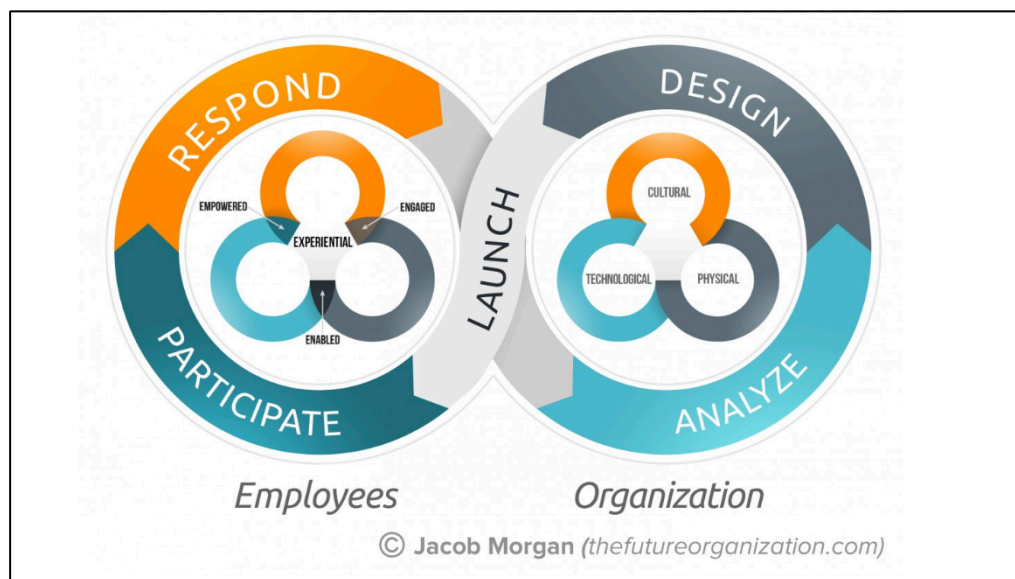 RESPOND
DESIGN
EMPOWERED
ENGAGED
EXPERIENTIAL
ENABLED
PARTICIPATE
LAUNCH
CULTURAL
TECHNOLOGICAL
PHYSICAL
ANALYZE
Employees
Organization
© Jacob Morgan (thefutureorganization.com)